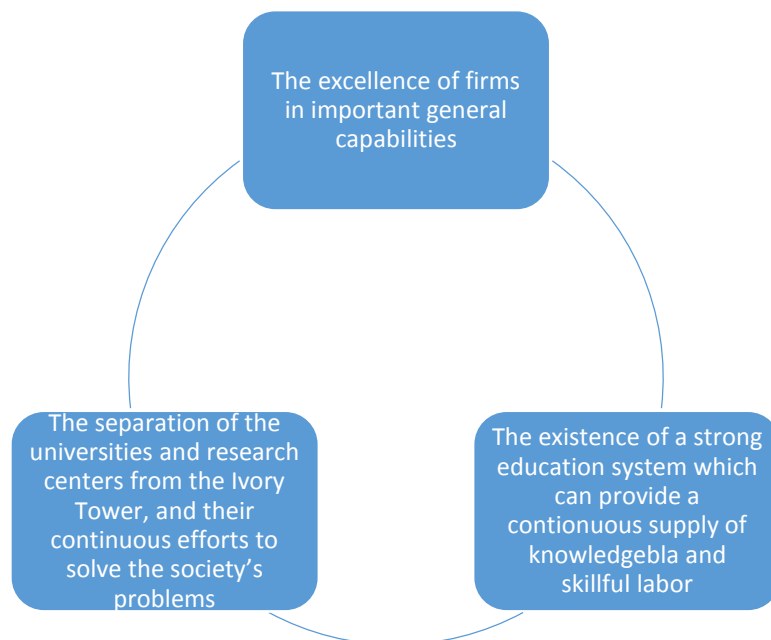 The excellence of firms
in important general
capabilities
The separation of the
universities and research
centers from the Ivory
Tower, and their
continuous efforts to
solve the society’s
problems
The existence of a strong
education system which
can provide a
contionuous supply of
knowledgebla and
skillful labor